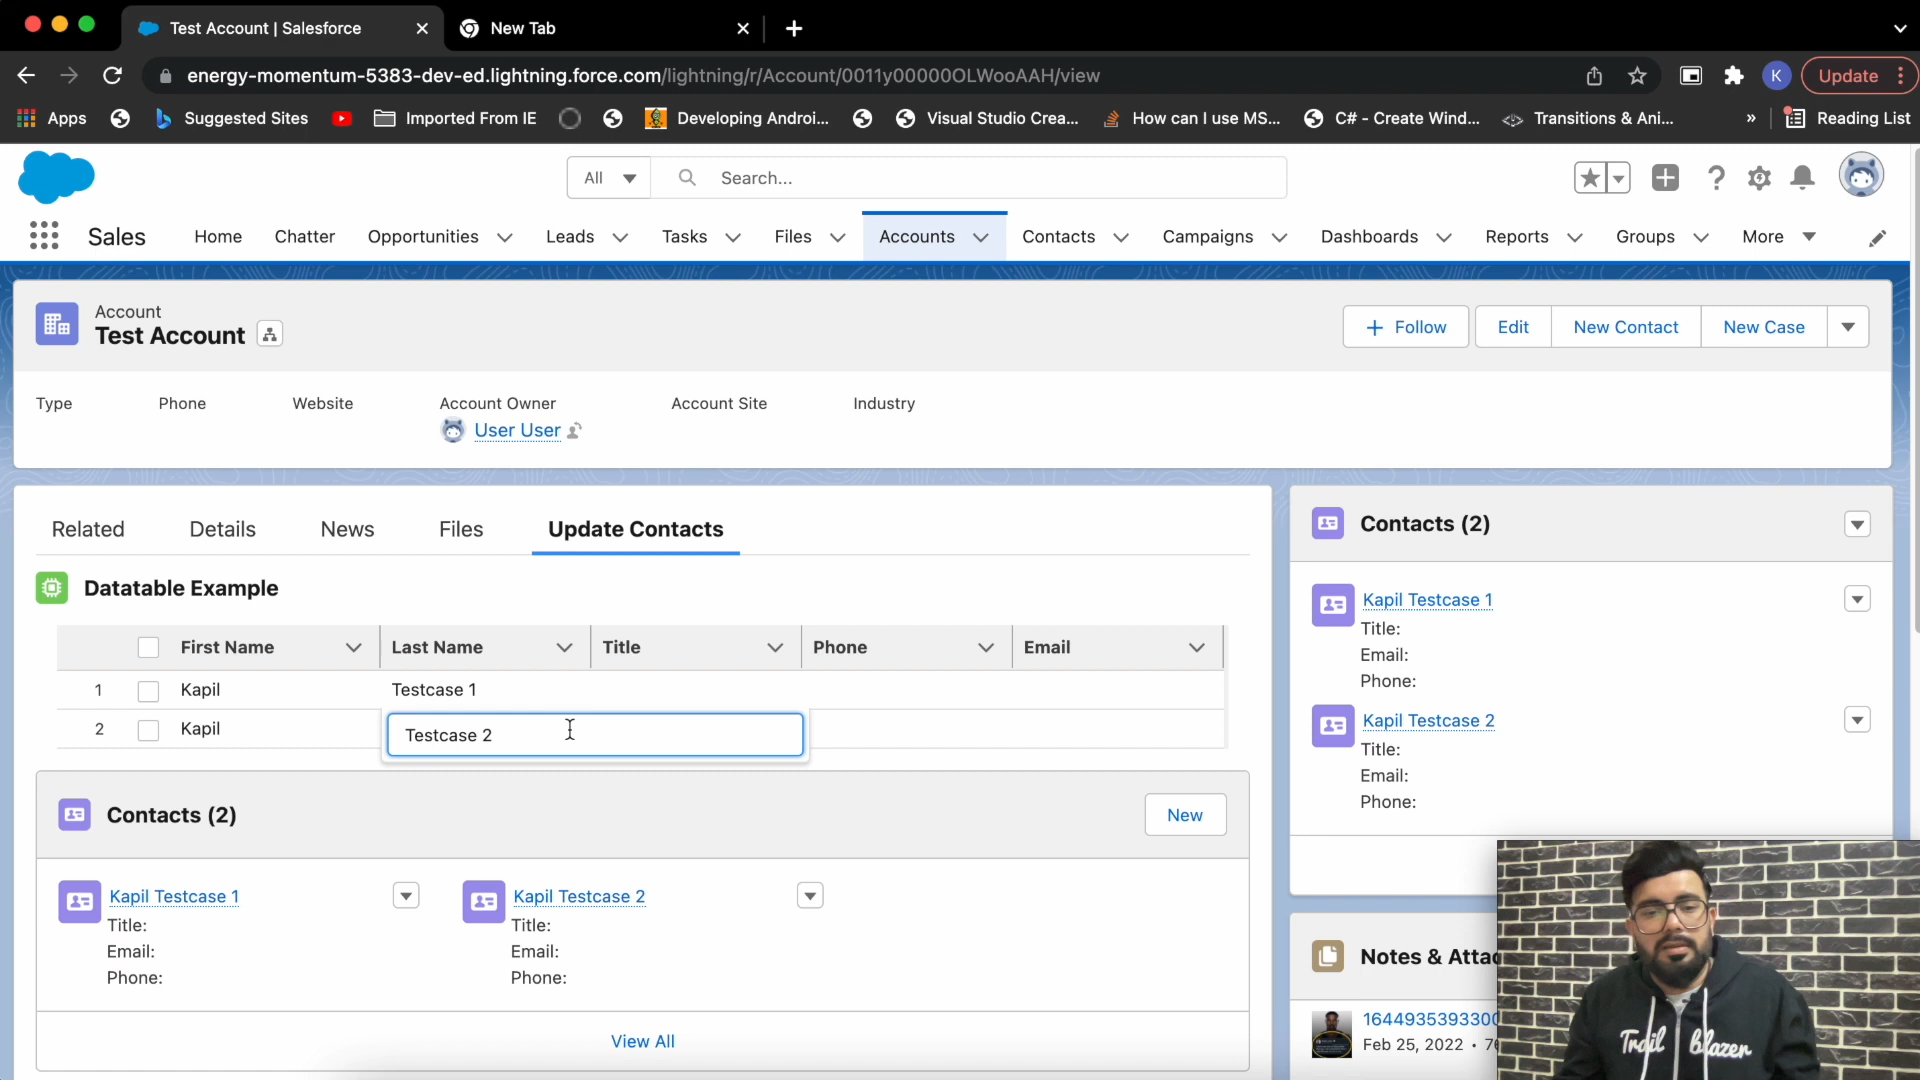 Test Account | Salesforce
New Tab
energy-momentum-5383-dev-ed.lightning.force.com/lightning/r/Account/0011y00000OLWooAAH/view
K
Update
Apps
Suggested Sites
Imported From IE
Developing Androi...
Visual Studio Crea...
How can I use MS...
C# - Create Wind...
Transitions & Ani...
»
Reading List
All
Search...
Sales
Home
Chatter
Opportunities
Leads
Tasks
Files
Accounts
Contacts
Campaigns
Dashboards
Reports
Groups
More
Account
Test Account
+ Follow
Edit
New Contact
New Case
Type
Phone
Website
Account Owner
Account Site
Industry
User User
Related
Details
News
Files
Update Contacts
Datatable Example
First Name
Last Name
Title
Phone
Email
1
Kapil
Testcase 1
2
Kapil
Testcase 2
Contacts (2)
New
Kapil Testcase 1
Title:
Email:
Phone:
Kapil Testcase 2
Title:
Email:
Phone:
View All
Contacts (2)
Kapil Testcase 1
Title:
Email:
Phone:
Kapil Testcase 2
Title:
Email:
Phone:
Notes & Attac
1644935393300
Feb 25, 2022 • 7
Trail blazer